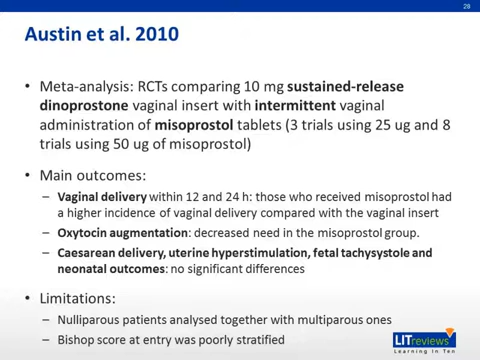 28
Austin et al. 2010
• Meta-analysis: RCTs comparing 10 mg sustained-release
dinoprostone vaginal insert with intermittent vaginal
administration of misoprostol tablets (3 trials using 25 ug and 8
trials using 50 ug of misoprostol)
• Main outcomes:
– Vaginal delivery within 12 and 24 h: those who received misoprostol had
a higher incidence of vaginal delivery compared with the vaginal insert
– Oxytocin augmentation: decreased need in the misoprostol group.
– Caesarean delivery, uterine hyperstimulation, fetal tachysystole and
neonatal outcomes: no significant differences
• Limitations:
– Nulliparous patients analysed together with multiparous ones
– Bishop score at entry was poorly stratified
LITreviews
Learning in Ten